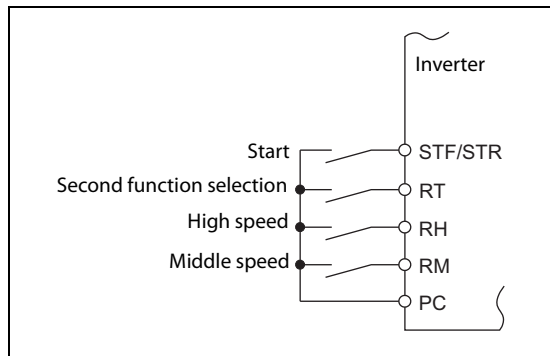 Inverter
Start STF/STR
Second function selection RT
High speed RH
Middle speed RM
PC